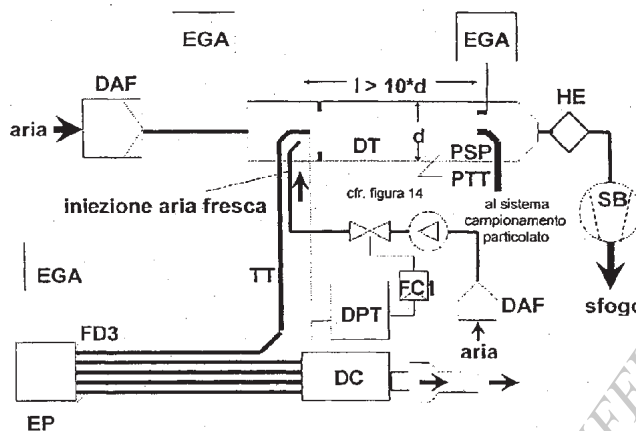 EGA
EGA
DAF
l > 10*d
HE
aria
d
DT
PSP
PTT
SB
iniezione aria fresca
cfr. figura 14
al sistema
campionamento
particolato
EGA
TT
FC1
DAF
sfogo
DPT
FD3
aria
DC
EP